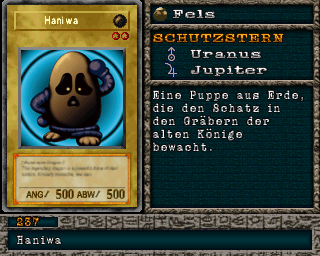 Haniwa
ANG/ 500 ABW/ 500
Fels
SCHUTZSTERN
Uranus
Jupiter
Eine Puppe aus Erde,
die den Schatz in
den Gräbern der
alten Könige
bewacht.
237
Haniwa